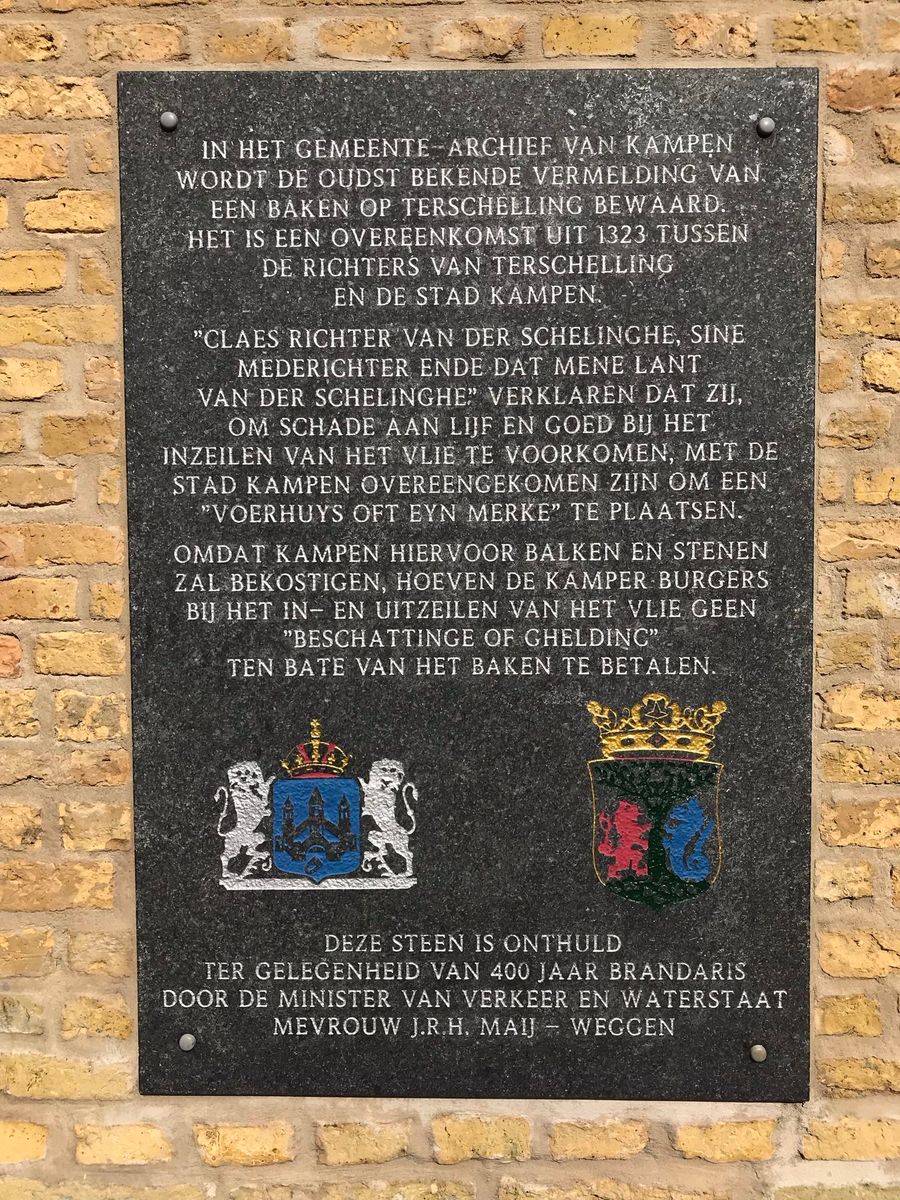 IN HET GEMEENTE-ARCHIEF VAN KAMPEN
WORDT DE OUDST BEKENDE VERMELDING VAN
EEN BAKEN OP TERSCHELLING BEWAARD.
HET IS EEN OVEREENKOMST UIT 1323 TUSSEN
DE RICHTERS VAN TERSCHELLING
EN DE STAD KAMPEN.
"CLAES RICHTER VAN DER SCHELINGHE, SINE
MEDERICHTER ENDE DAT MENE LANT
VAN DER SCHELINGHE" VERKLAREN DAT ZIJ,
OM SCHADE AAN LIJF EN GOED BIJ HET
INZEILEN VAN HET VLIE TE VOORKOMEN, MET DE
STAD KAMPEN OVEREENGEKOMEN ZIJN OM EEN
"VOERHUYS OFT EYN MERKE" TE PLAATSEN.
OMDAT KAMPEN HIERVOOR BALKEN EN STENEN
ZAL BEKOSTIGEN, HOEVEN DE KAMPER BURGERS
BIJ HET IN- EN UITZEILEN VAN HET VLIE GEEN
"BESCHATTINGE OF GHELDINC"
TEN BATE VAN HET BAKEN TE BETALEN.
DEZE STEEN IS ONTHULD
TER GELEGENHEID VAN 400 JAAR BRANDARIS
DOOR DE MINISTER VAN VERKEER EN WATERSTAAT
MEVROUW J.R.H. MAIJ - WEGGEN